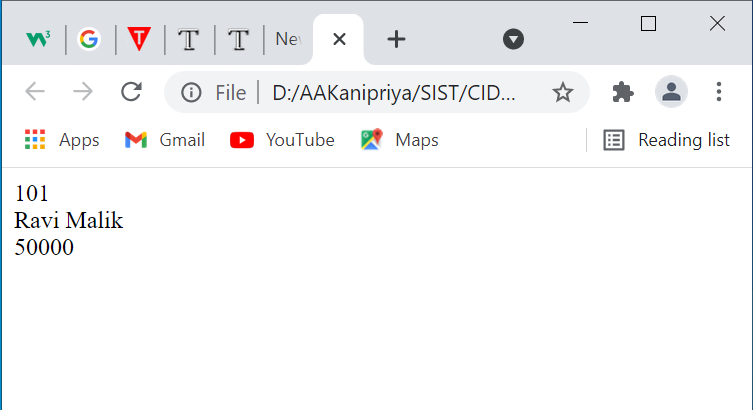 New
File D:/AAKanipriya/SIST/CID...
Apps Gmail YouTube Maps Reading list
101
Ravi Malik
50000